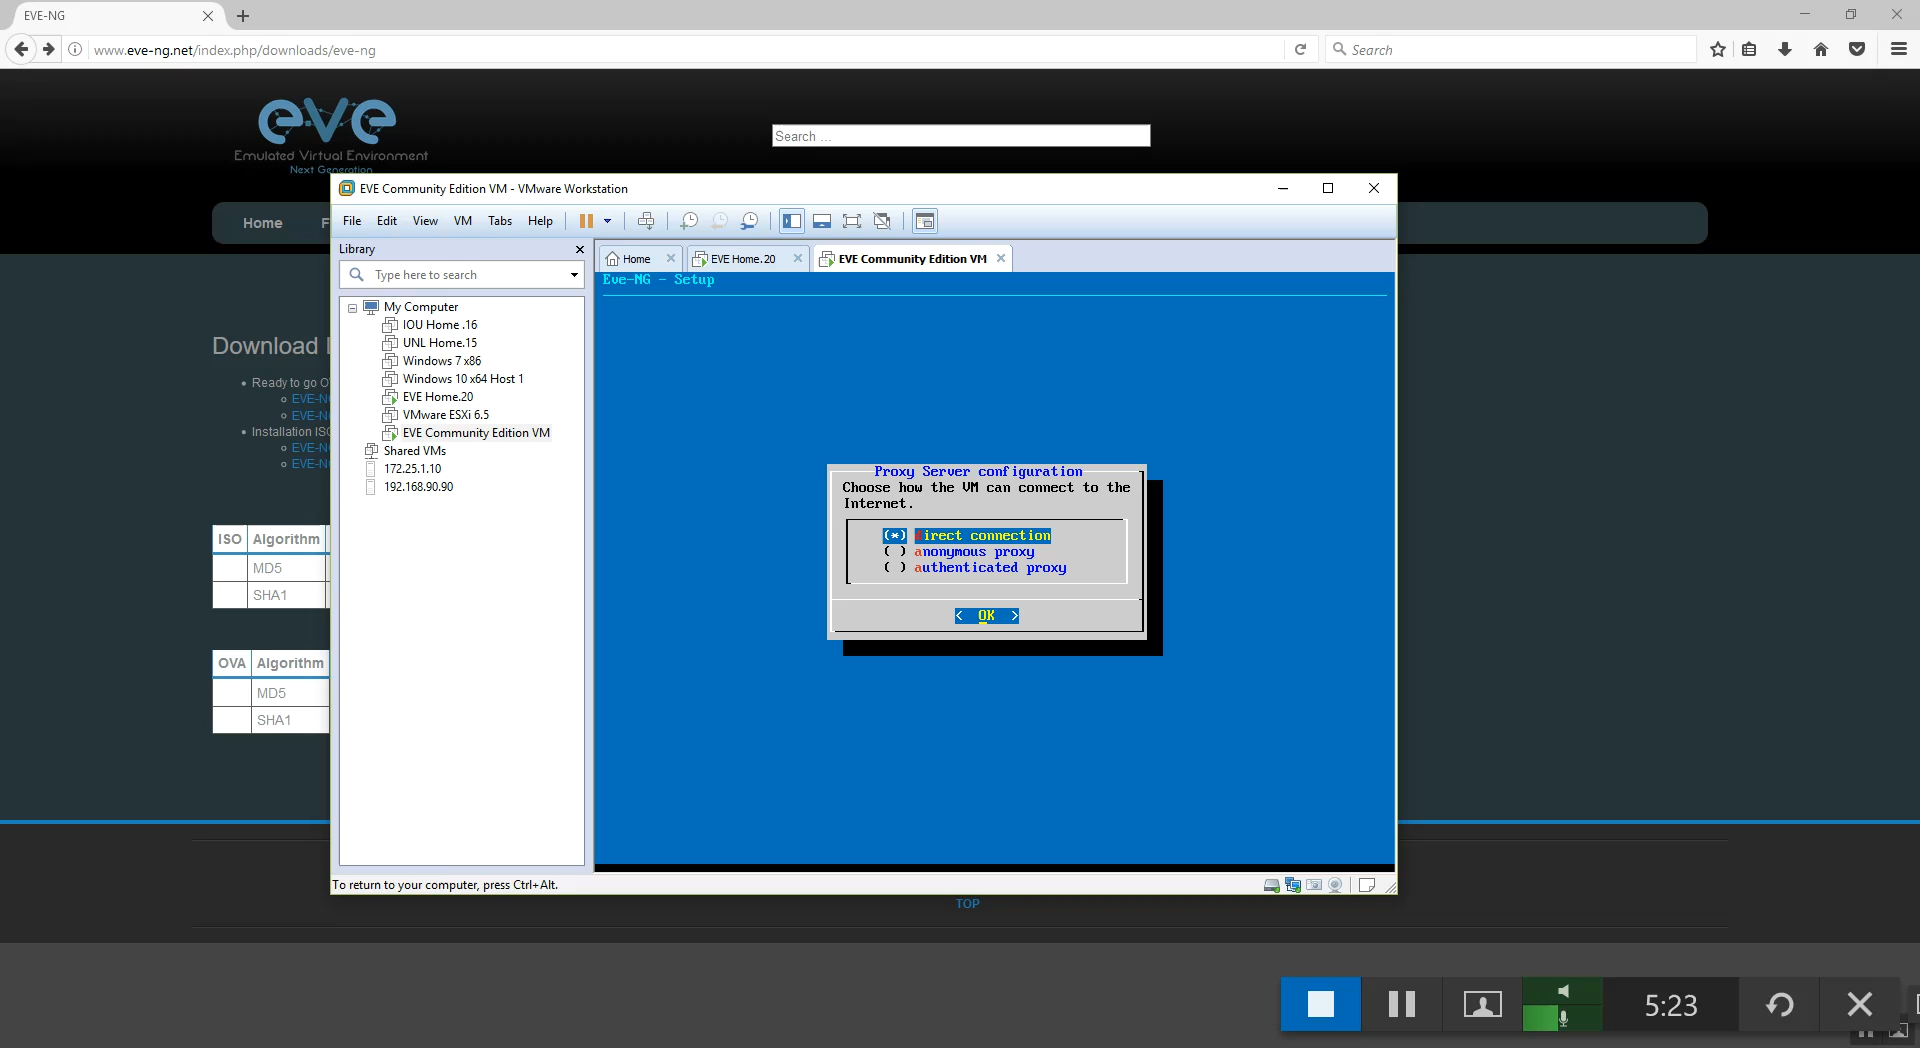 EVE-NG
www.eve-ng.net/index.php/downloads/eve-ng
Search
eve
Emulated Virtual Environment
Next Generation
Search ...
Home
F
EVE Community Edition VM - VMware Workstation
File Edit View VM Tabs Help
Library
Type here to search
My Computer
IOU Home .16
UNL Home.15
Windows 7 x86
Windows 10 x64 Host 1
EVE Home.20
VMware ESXi 6.5
EVE Community Edition VM
Shared VMs
172.25.1.10
192.168.90.90
Home
EVE Home.20
EVE Community Edition VM
Eve-NG - Setup
Proxy Server configuration
Choose how the VM can connect to the
Internet.
(*) direct connection
( ) anonymous proxy
( ) authenticated proxy
< OK >
To return to your computer, press Ctrl+Alt.
Download
Ready to go
EVE-N
EVE-N
Installation ISO
EVE-N
EVE-N
ISO Algorithm
MD5
SHA1
OVA Algorithm
MD5
SHA1
TOP
5:23